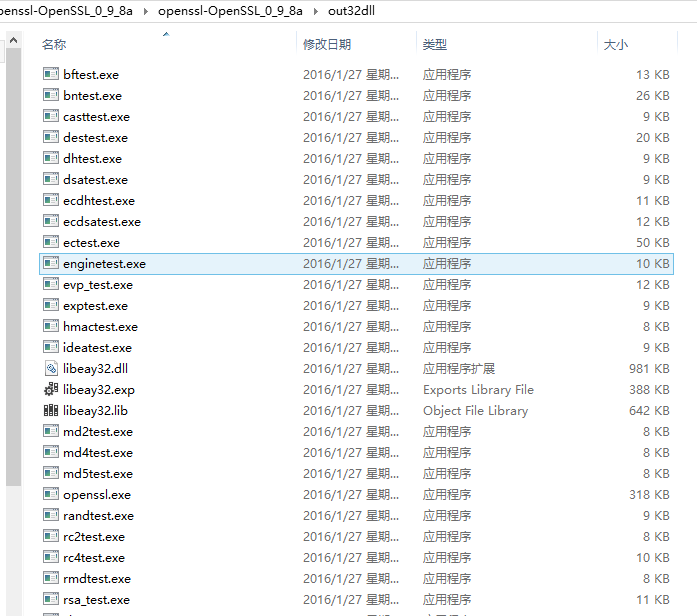 openssl-OpenSSL_0_9_8a › openssl-OpenSSL_0_9_8a › out32dll
名称 修改日期 类型 大小
bftest.exe 2016/1/27 星期... 应用程序 13 KB
bntest.exe 2016/1/27 星期... 应用程序 26 KB
casttest.exe 2016/1/27 星期... 应用程序 9 KB
destest.exe 2016/1/27 星期... 应用程序 20 KB
dhtest.exe 2016/1/27 星期... 应用程序 9 KB
dsatest.exe 2016/1/27 星期... 应用程序 9 KB
ecdhtest.exe 2016/1/27 星期... 应用程序 11 KB
ecdsatest.exe 2016/1/27 星期... 应用程序 12 KB
ectest.exe 2016/1/27 星期... 应用程序 50 KB
enginetest.exe 2016/1/27 星期... 应用程序 10 KB
evp_test.exe 2016/1/27 星期... 应用程序 12 KB
exptest.exe 2016/1/27 星期... 应用程序 9 KB
hmactest.exe 2016/1/27 星期... 应用程序 8 KB
ideatest.exe 2016/1/27 星期... 应用程序 9 KB
libeay32.dll 2016/1/27 星期... 应用程序扩展 981 KB
libeay32.exp 2016/1/27 星期... Exports Library File 388 KB
libeay32.lib 2016/1/27 星期... Object File Library 642 KB
md2test.exe 2016/1/27 星期... 应用程序 8 KB
md4test.exe 2016/1/27 星期... 应用程序 8 KB
md5test.exe 2016/1/27 星期... 应用程序 8 KB
openssl.exe 2016/1/27 星期... 应用程序 318 KB
randtest.exe 2016/1/27 星期... 应用程序 9 KB
rc2test.exe 2016/1/27 星期... 应用程序 8 KB
rc4test.exe 2016/1/27 星期... 应用程序 10 KB
rmdtest.exe 2016/1/27 星期... 应用程序 8 KB
rsa_test.exe 2016/1/27 星期... 应用程序 11 KB